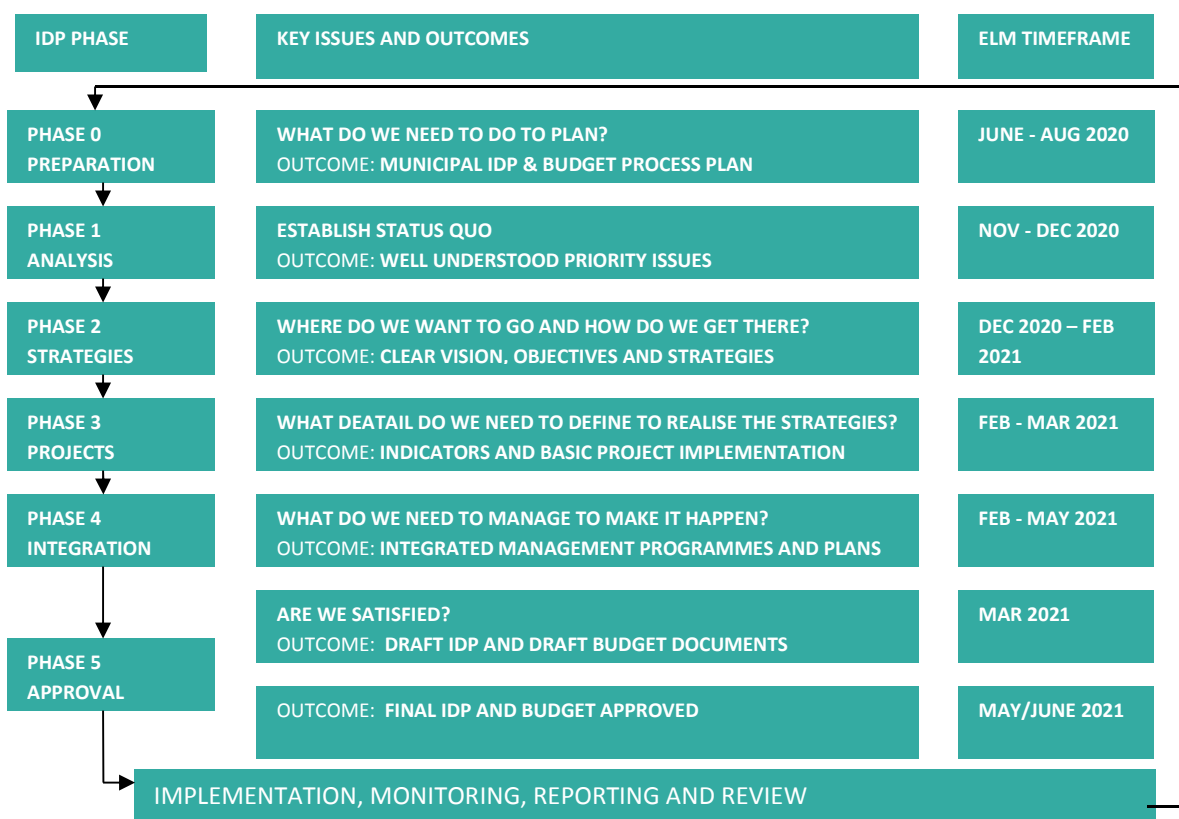 IDP PHASE
KEY ISSUES AND OUTCOMES
ELM TIMEFRAME
PHASE 0
PREPARATION
WHAT DO WE NEED TO DO TO PLAN?
OUTCOME: MUNICIPAL IDP & BUDGET PROCESS PLAN
JUNE - AUG 2020
PHASE 1
ANALYSIS
ESTABLISH STATUS QUO
OUTCOME: WELL UNDERSTOOD PRIORITY ISSUES
NOV - DEC 2020
PHASE 2
STRATEGIES
WHERE DO WE WANT TO GO AND HOW DO WE GET THERE?
OUTCOME: CLEAR VISION, OBJECTIVES AND STRATEGIES
DEC 2020 – FEB
2021
PHASE 3
PROJECTS
WHAT DEATAIL DO WE NEED TO DEFINE TO REALISE THE STRATEGIES?
OUTCOME: INDICATORS AND BASIC PROJECT IMPLEMENTATION
FEB - MAR 2021
PHASE 4
INTEGRATION
WHAT DO WE NEED TO MANAGE TO MAKE IT HAPPEN?
OUTCOME: INTEGRATED MANAGEMENT PROGRAMMES AND PLANS
FEB - MAY 2021
PHASE 5
APPROVAL
ARE WE SATISFIED?
OUTCOME: DRAFT IDP AND DRAFT BUDGET DOCUMENTS
MAR 2021
OUTCOME: FINAL IDP AND BUDGET APPROVED
MAY/JUNE 2021
IMPLEMENTATION, MONITORING, REPORTING AND REVIEW